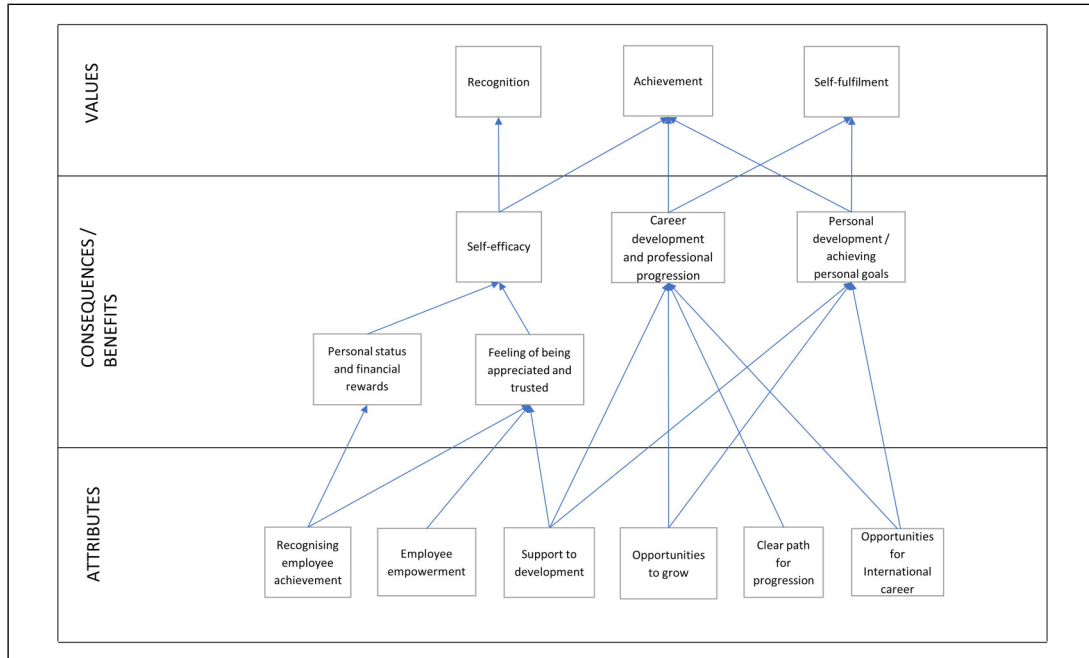 VALUES
Recognition
Achievement
Self-fulfilment
CONSEQUENCES /
BENEFITS
Self-efficacy
Career
development
and professional
progression
Personal
development /
achieving
personal goals
Personal status
and financial
rewards
Feeling of being
appreciated and
trusted
ATTRIBUTES
Recognising
employee
achievement
Employee
empowerment
Support to
development
Opportunities
to grow
Clear path
for
progression
Opportunities
for
International
career